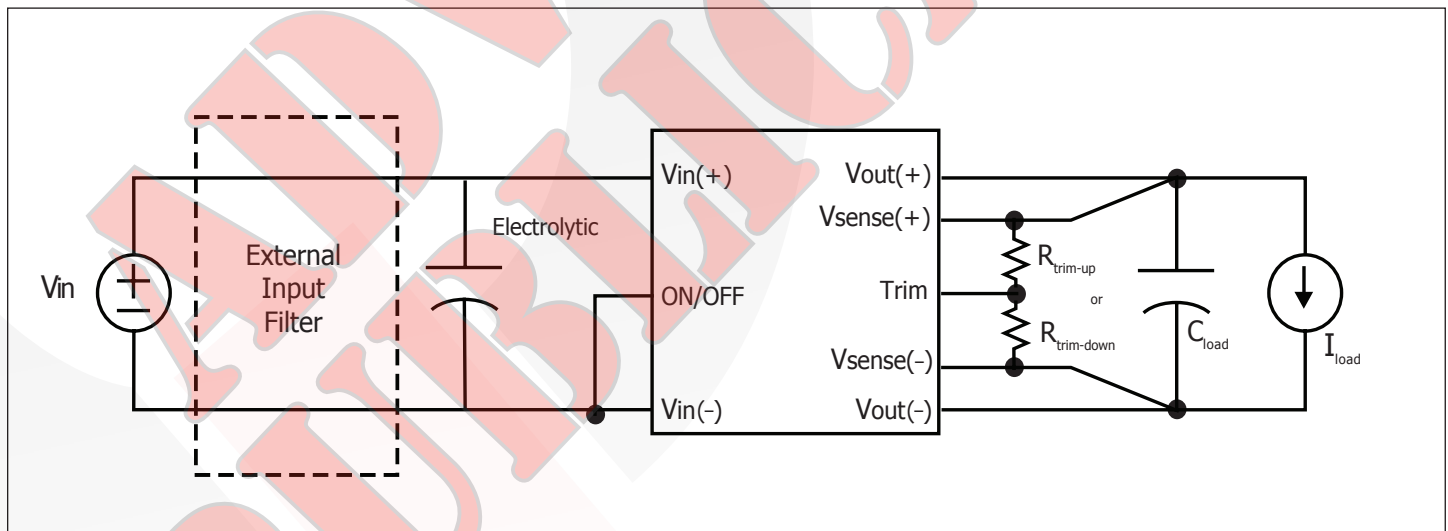 Vin
External
Input
Filter
Electrolytic
Vin(+)
ON/OFF
Vin(−)
Vout(+)
Vsense(+)
Trim
Vsense(−)
Vout(−)
Rtrim-up
or
Rtrim-down
Cload
Iload